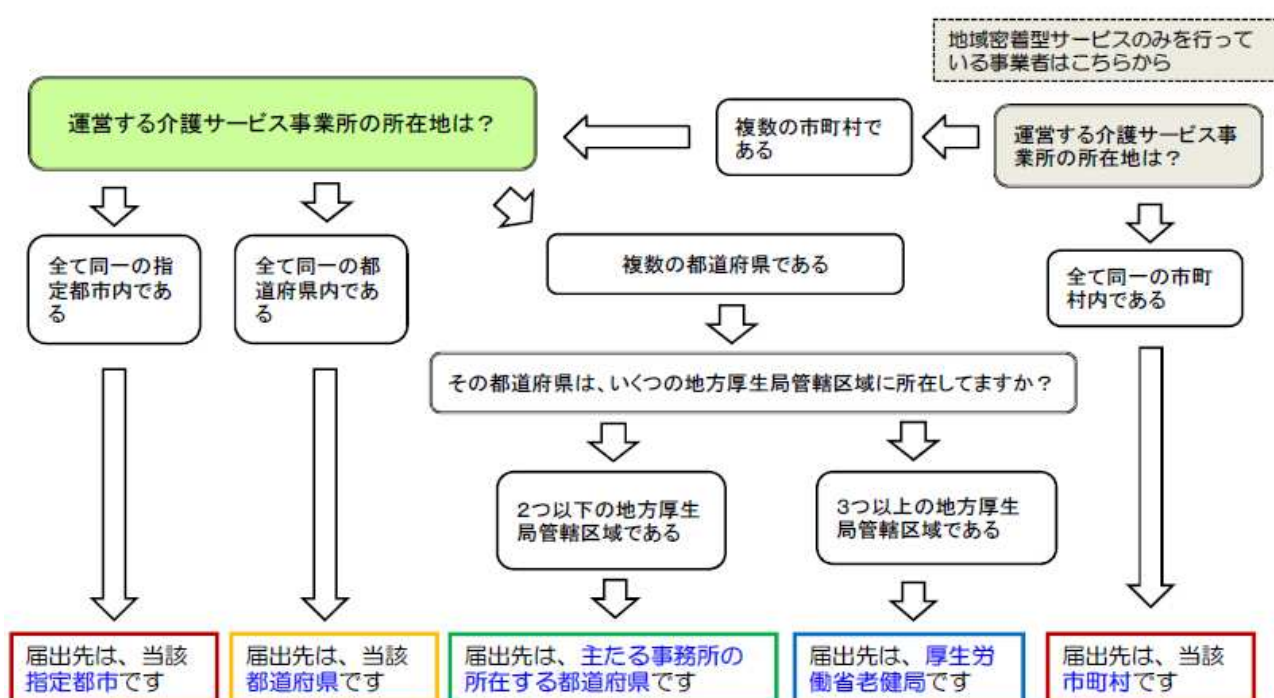 地域密着型サービスのみを行って
いる事業者はこちらから
運営する介護サービス事業所の所在地は？
複数の市町村で
ある
運営する介護サービス事
業所の所在地は？
全て同一の指
定都市内であ
る
全て同一の都
道府県内であ
る
複数の都道府県である
全て同一の市町
村内である
その都道府県は、いくつの地方厚生局管轄区域に所在してますか？
２つ以下の地方厚生
局管轄区域である
３つ以上の地方厚生
局管轄区域である
届出先は、当該
指定都市です
届出先は、当該
都道府県です
届出先は、主たる事務所の
所在する都道府県です
届出先は、厚生労
働省老健局です
届出先は、当該
市町村です